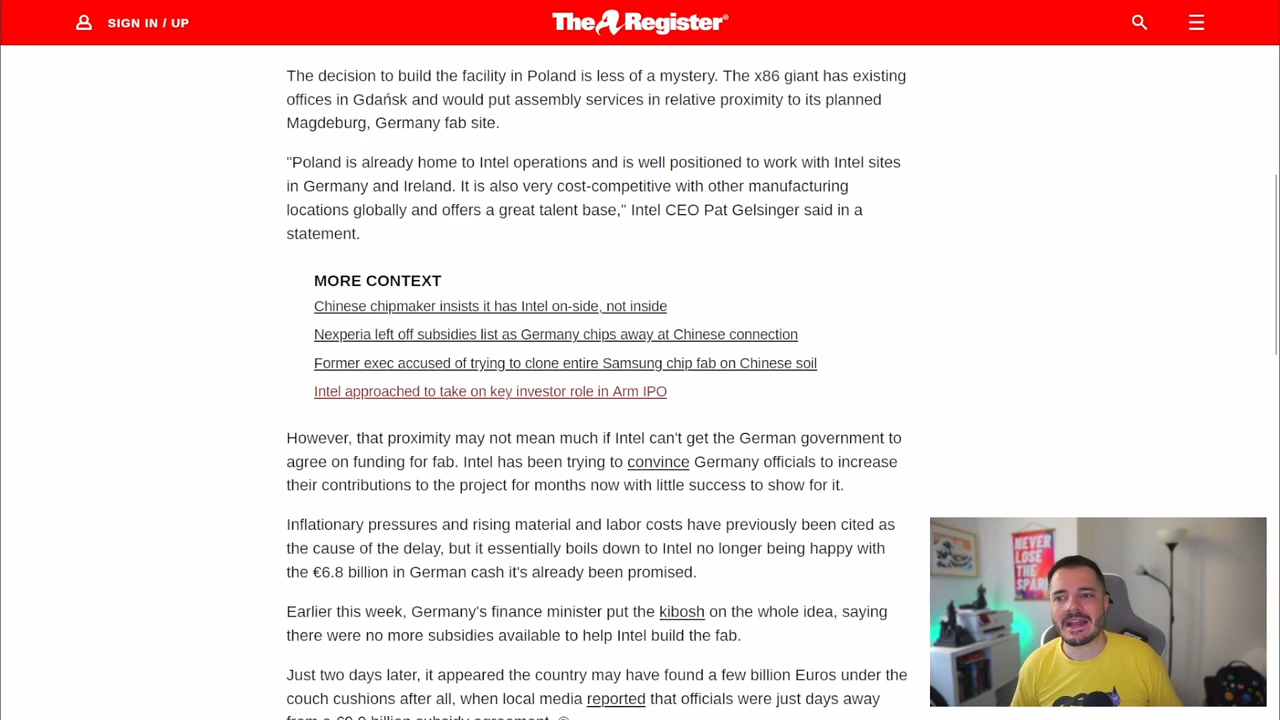 SIGN IN / UP
The Register®
The decision to build the facility in Poland is less of a mystery. The x86 giant has existing
offices in Gdańsk and would put assembly services in relative proximity to its planned
Magdeburg, Germany fab site.
"Poland is already home to Intel operations and is well positioned to work with Intel sites
in Germany and Ireland. It is also very cost-competitive with other manufacturing
locations globally and offers a great talent base," Intel CEO Pat Gelsinger said in a
statement.
MORE CONTEXT
Chinese chipmaker insists it has Intel on-side, not inside
Nexperia left off subsidies list as Germany chips away at Chinese connection
Former exec accused of trying to clone entire Samsung chip fab on Chinese soil
Intel approached to take on key investor role in Arm IPO
However, that proximity may not mean much if Intel can't get the German government to
agree on funding for fab. Intel has been trying to convince Germany officials to increase
their contributions to the project for months now with little success to show for it.
Inflationary pressures and rising material and labor costs have previously been cited as
the cause of the delay, but it essentially boils down to Intel no longer being happy with
the €6.8 billion in German cash it's already been promised.
Earlier this week, Germany's finance minister put the kibosh on the whole idea, saying
there were no more subsidies available to help Intel build the fab.
Just two days later, it appeared the country may have found a few billion Euros under the
couch cushions after all, when local media reported that officials were just days away
billion subsidy agreement.
NEVER
LOSE
THE